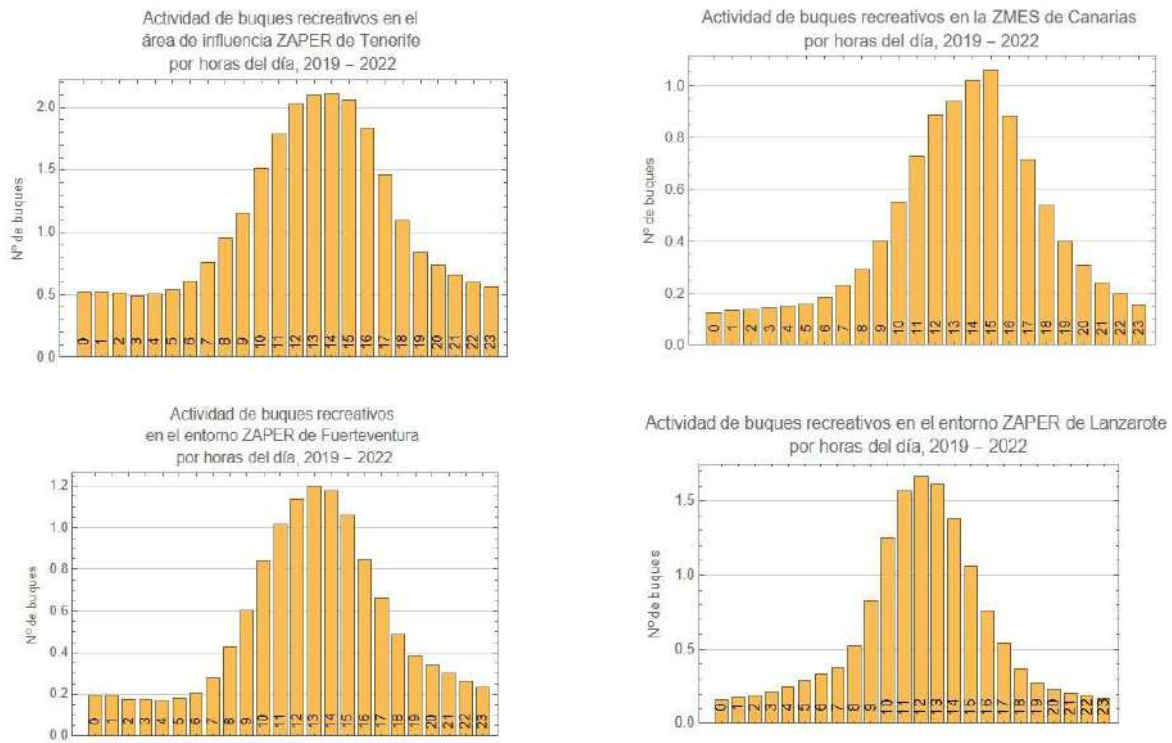 Actividad de buques recreativos en el
área de influencia ZAPER de Tenerife
por horas del día, 2019 – 2022
Nº de buques
2.0
1.5
1.0
0.5
0.0
0 1 2 3 4 5 6 7 8 9 10 11 12 13 14 15 16 17 18 19 20 21 22 23
Actividad de buques recreativos en la ZMES de Canarias
por horas del día, 2019 – 2022
Nº de buques
1.0
0.8
0.6
0.4
0.2
0.0
0 1 2 3 4 5 6 7 8 9 10 11 12 13 14 15 16 17 18 19 20 21 22 23
Actividad de buques recreativos
en el entorno ZAPER de Fuerteventura
por horas del día, 2019 – 2022
Nº de buques
1.2
1.0
0.8
0.6
0.4
0.2
0.0
0 1 2 3 4 5 6 7 8 9 10 11 12 13 14 15 16 17 18 19 20 21 22 23
Actividad de buques recreativos en el entorno ZAPER de Lanzarote
por horas del día, 2019 – 2022
Nº de buques
1.5
1.0
0.5
0.0
0 1 2 3 4 5 6 7 8 9 10 11 12 13 14 15 16 17 18 19 20 21 22 23